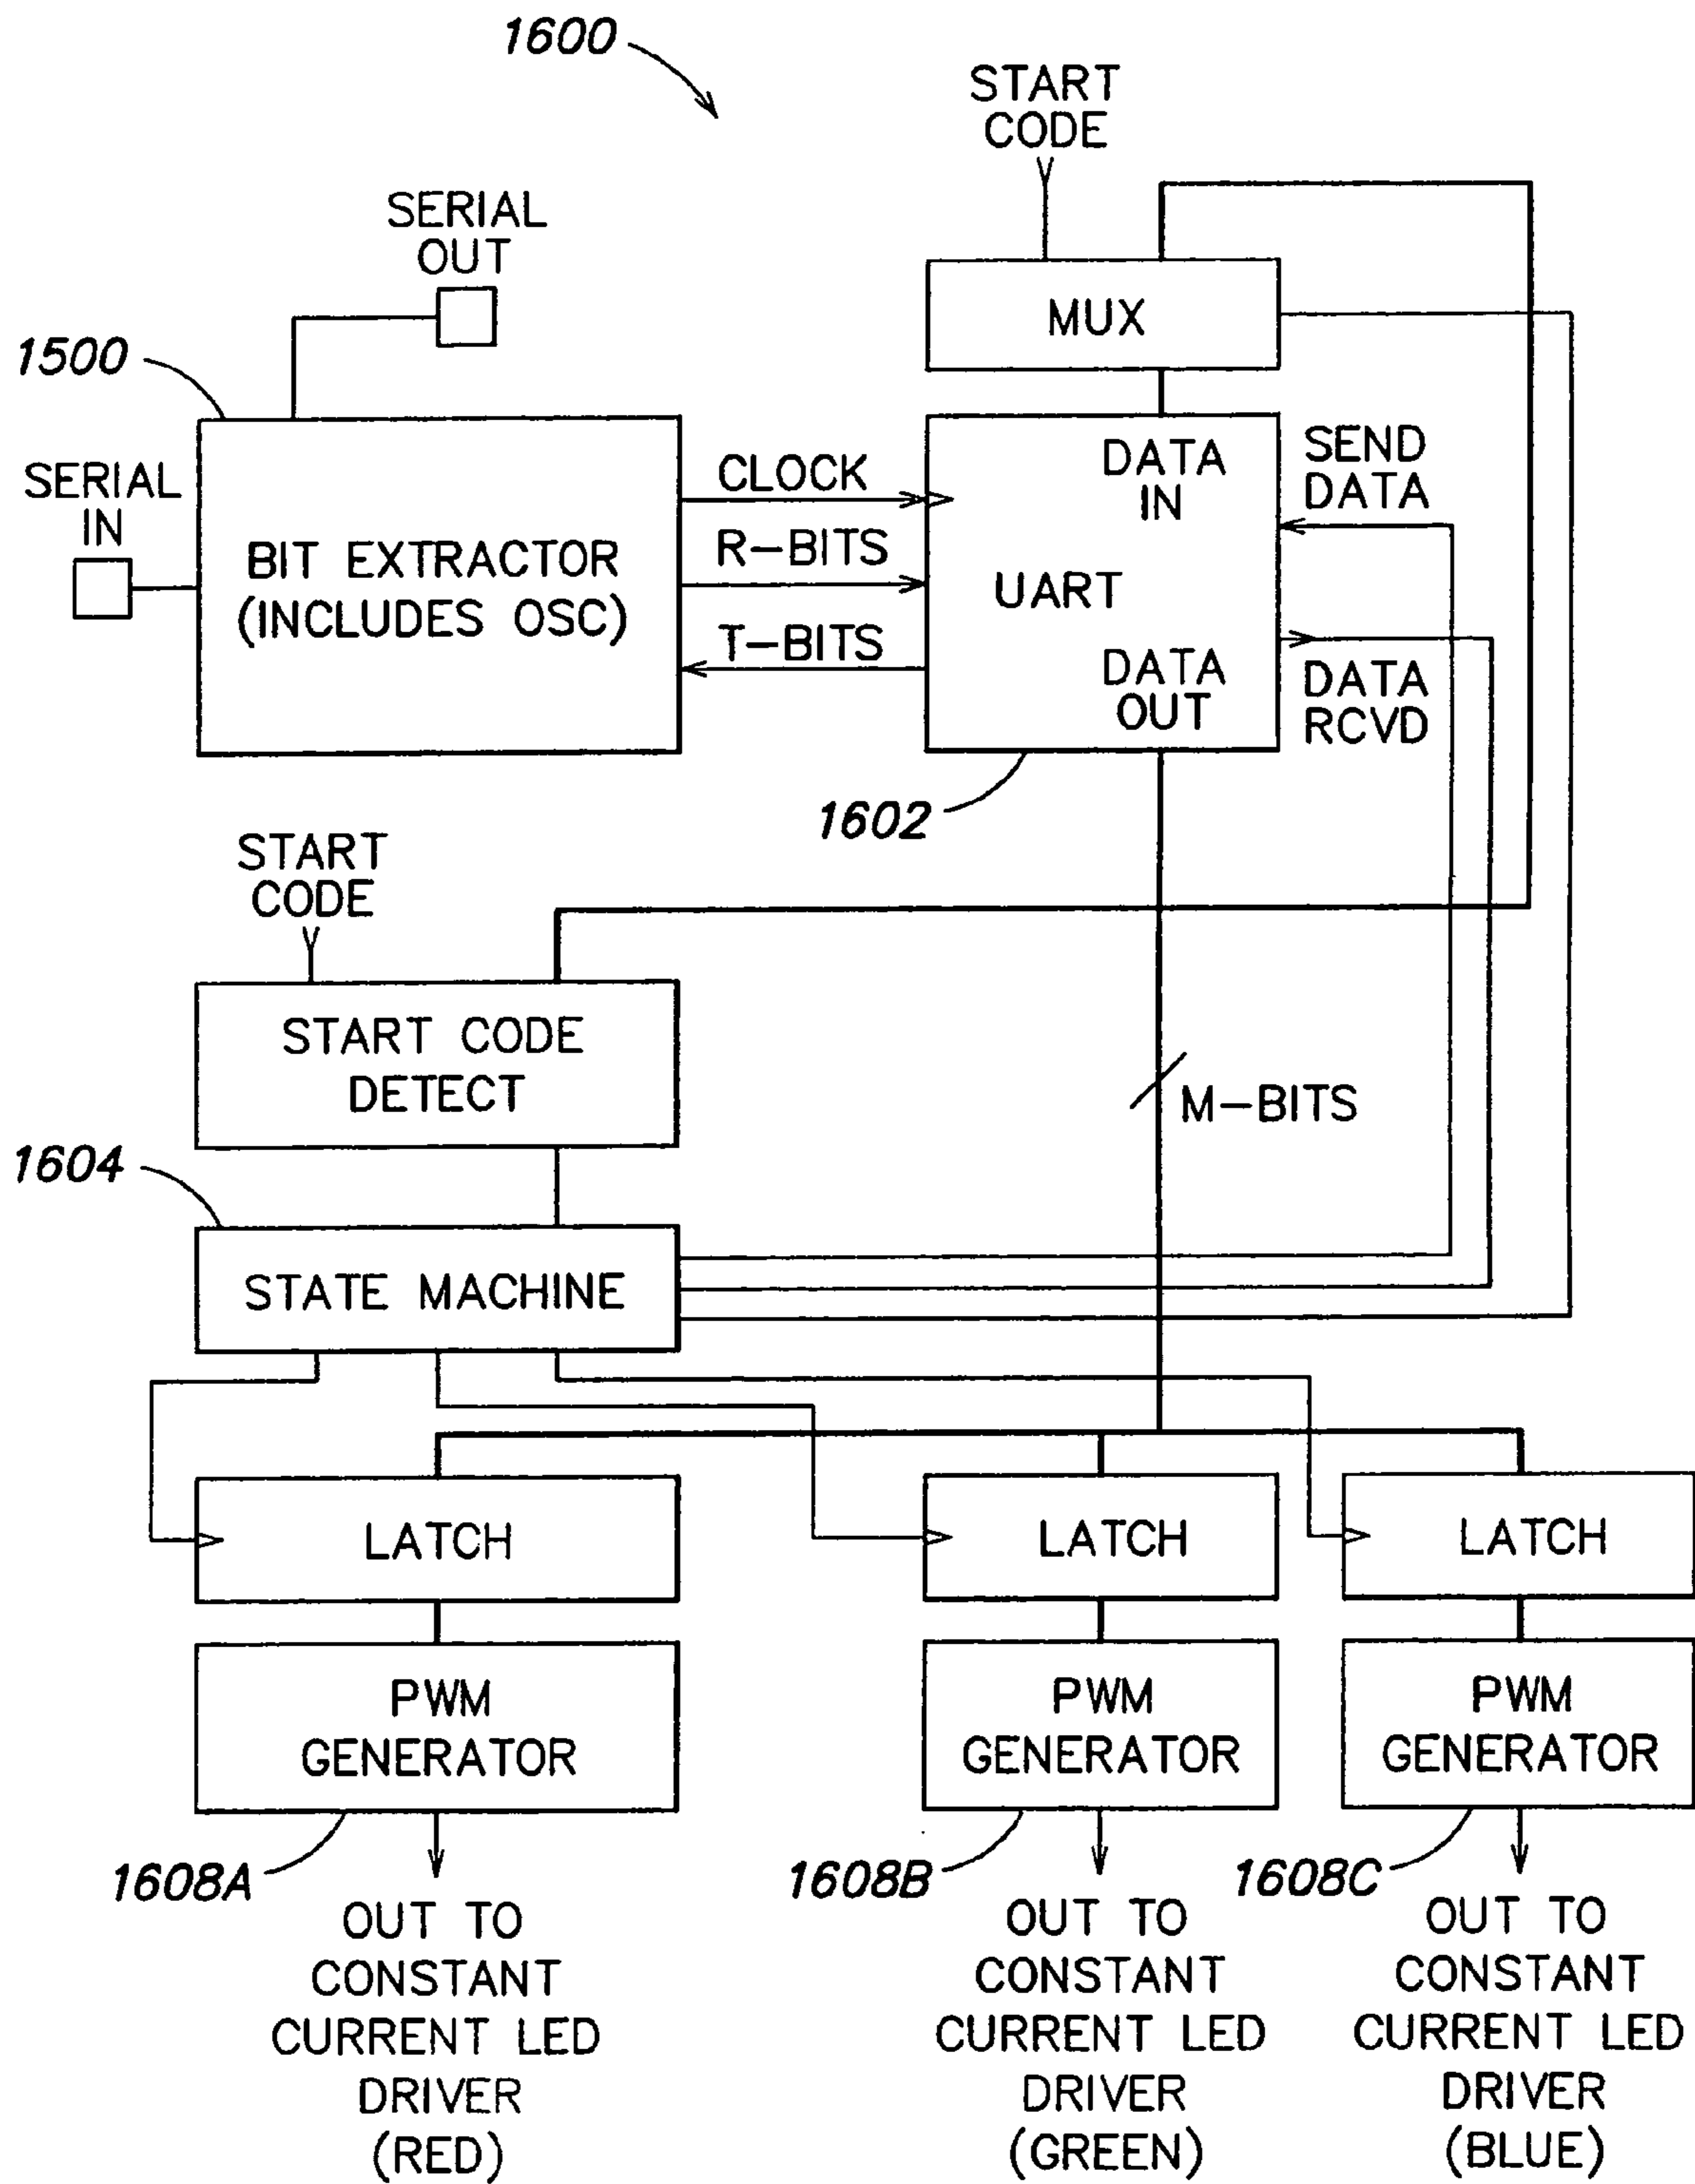 1600
START
CODE
SERIAL
OUT
MUX
1500
SERIAL
IN
BIT EXTRACTOR
(INCLUDES OSC)
CLOCK
R-BITS
T-BITS
DATA
IN
UART
DATA
OUT
SEND
DATA
DATA
RCVD
1602
START
CODE
START CODE
DETECT
M-BITS
1604
STATE MACHINE
LATCH
LATCH
LATCH
PWM
GENERATOR
PWM
GENERATOR
PWM
GENERATOR
1608A
1608B
1608C
OUT TO
CONSTANT
CURRENT LED
DRIVER
(RED)
OUT TO
CONSTANT
CURRENT LED
DRIVER
(GREEN)
OUT TO
CONSTANT
CURRENT LED
DRIVER
(BLUE)